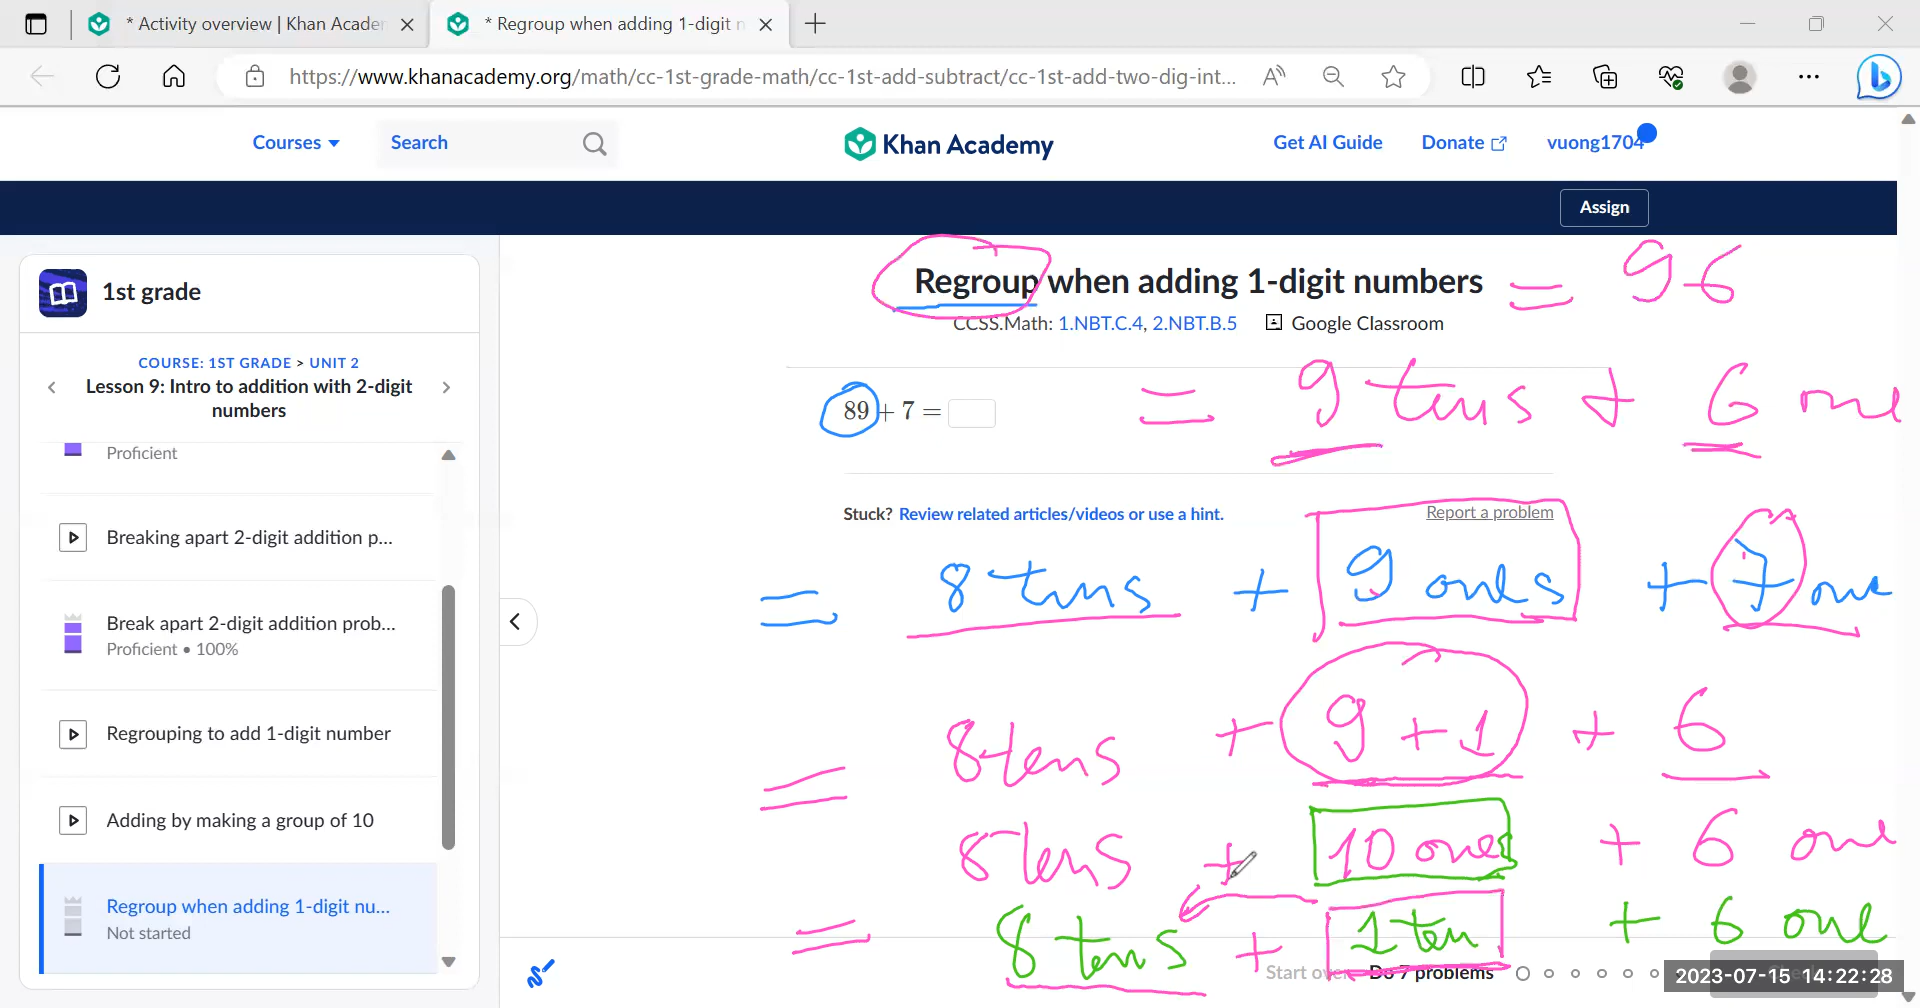 * Activity overview | Khan Acade
* Regroup when adding 1-digit n
https://www.khanacademy.org/math/cc-1st-grade-math/cc-1st-add-subtract/cc-1st-add-two-dig-int...
Courses
Search
Khan Academy
Get AI Guide
Donate
vuong1704
Assign
1st grade
COURSE: 1ST GRADE > UNIT 2
Lesson 9: Intro to addition with 2-digit
numbers
Proficient
Breaking apart 2-digit addition p...
Break apart 2-digit addition prob...
Proficient • 100%
Regrouping to add 1-digit number
Adding by making a group of 10
Regroup when adding 1-digit nu...
Not started
Regroup when adding 1-digit numbers
= 96
CCSS.Math: 1.NBT.C.4, 2.NBT.B.5
Google Classroom
89 + 7 =
= 9 tens + 6 one
Stuck? Review related articles/videos or use a hint.
Report a problem
= 8 tens + 9 ones + 7 one
= 8 tens + 9 + 1 + 6
8 tens + 10 ones + 6 one
= 8 tens + 1 ten + 6 one
Start over
Do 7 problems
2023-07-15 14:22:28